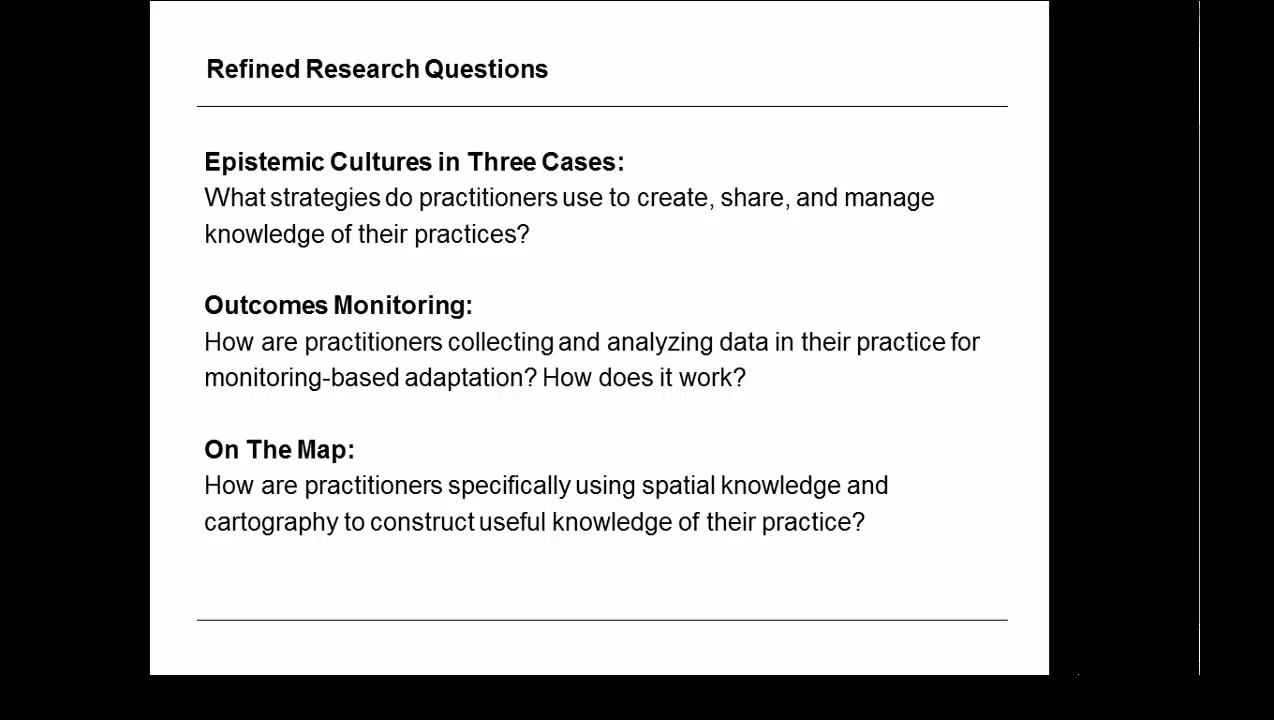 Refined Research Questions
Epistemic Cultures in Three Cases:
What strategies do practitioners use to create, share, and manage
knowledge of their practices?
Outcomes Monitoring:
How are practitioners collecting and analyzing data in their practice for
monitoring-based adaptation? How does it work?
On The Map:
How are practitioners specifically using spatial knowledge and
cartography to construct useful knowledge of their practice?